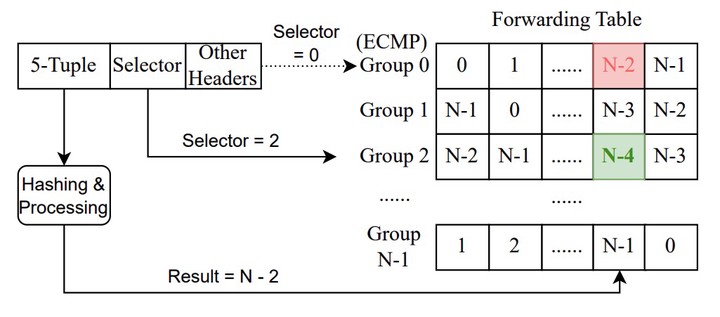 Forwarding Table
Selector
= 0
(ECMP)
5-Tuple Selector Other
Headers
Group 0 0 1 ...... N-2 N-1
Group 1 N-1 0 ...... N-3 N-2
Selector = 2
Group 2 N-2 N-1 ...... N-4 N-3
Hashing &
Processing
...... ......
Group
N-1
1 2 ...... N-1 0
Result = N - 2